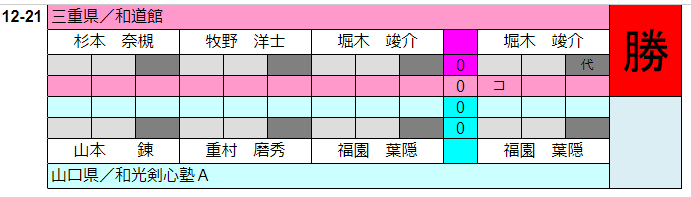 12-21 三重県／和道館
勝
杉本　奈槻 牧野　洋士 堀木　竣介 堀木　竣介
0 代
0 コ
0
0
山本　錬 重村　磨秀 福園　葉隠 福園　葉隠
山口県／和光剣心塾Ａ